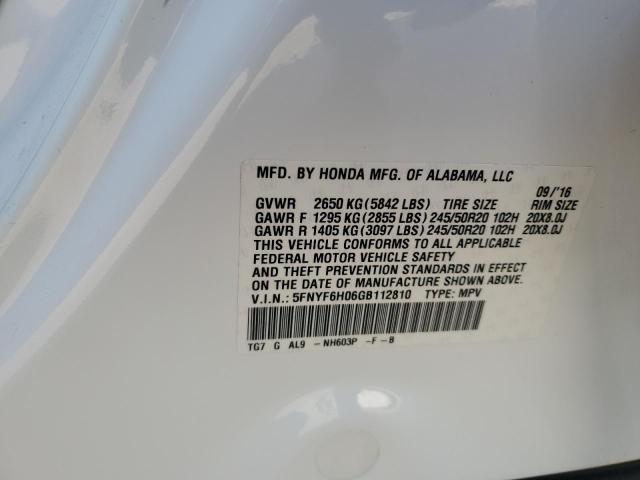 MFD. BY HONDA MFG. OF ALABAMA, LLC
09/'16
GVWR 2650 KG(5842 LBS) TIRE SIZE RIM SIZE
GAWR F 1295 KG(2855 LBS) 245/50R20 102H 20X8.0J
GAWR R 1405 KG(3097 LBS) 245/50R20 102H 20X8.0J
THIS VEHICLE CONFORMS TO ALL APPLICABLE
FEDERAL MOTOR VEHICLE SAFETY
AND THEFT PREVENTION STANDARDS IN EFFECT
ON THE DATE OF MANUFACTURE SHOWN ABOVE.
V.I.N.: 5FNYF6H06GB112810 TYPE: MPV
TG7 G AL9 -NH603P -F-B